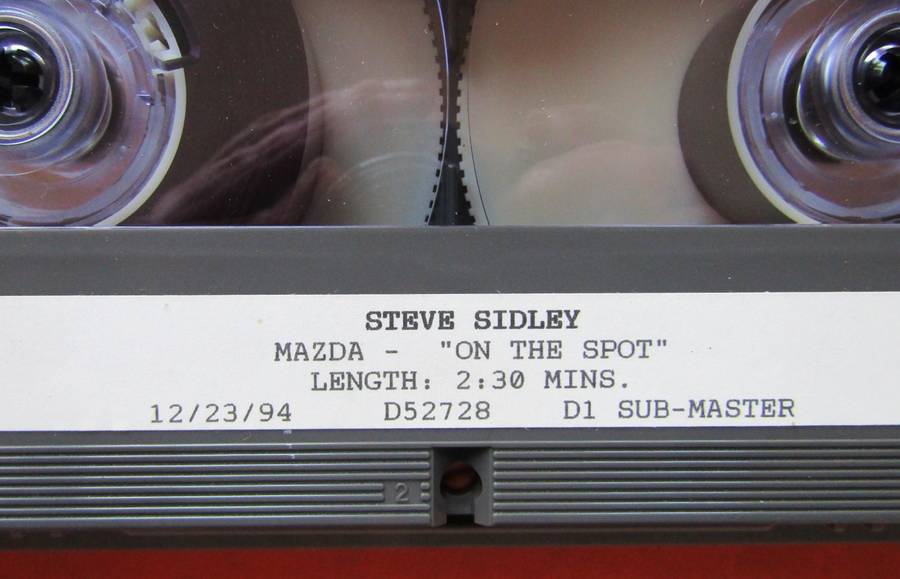 STEVE SIDLEY
MAZDA - "ON THE SPOT"
LENGTH: 2:30 MINS.
12/23/94 D52728 D1 SUB-MASTER
2